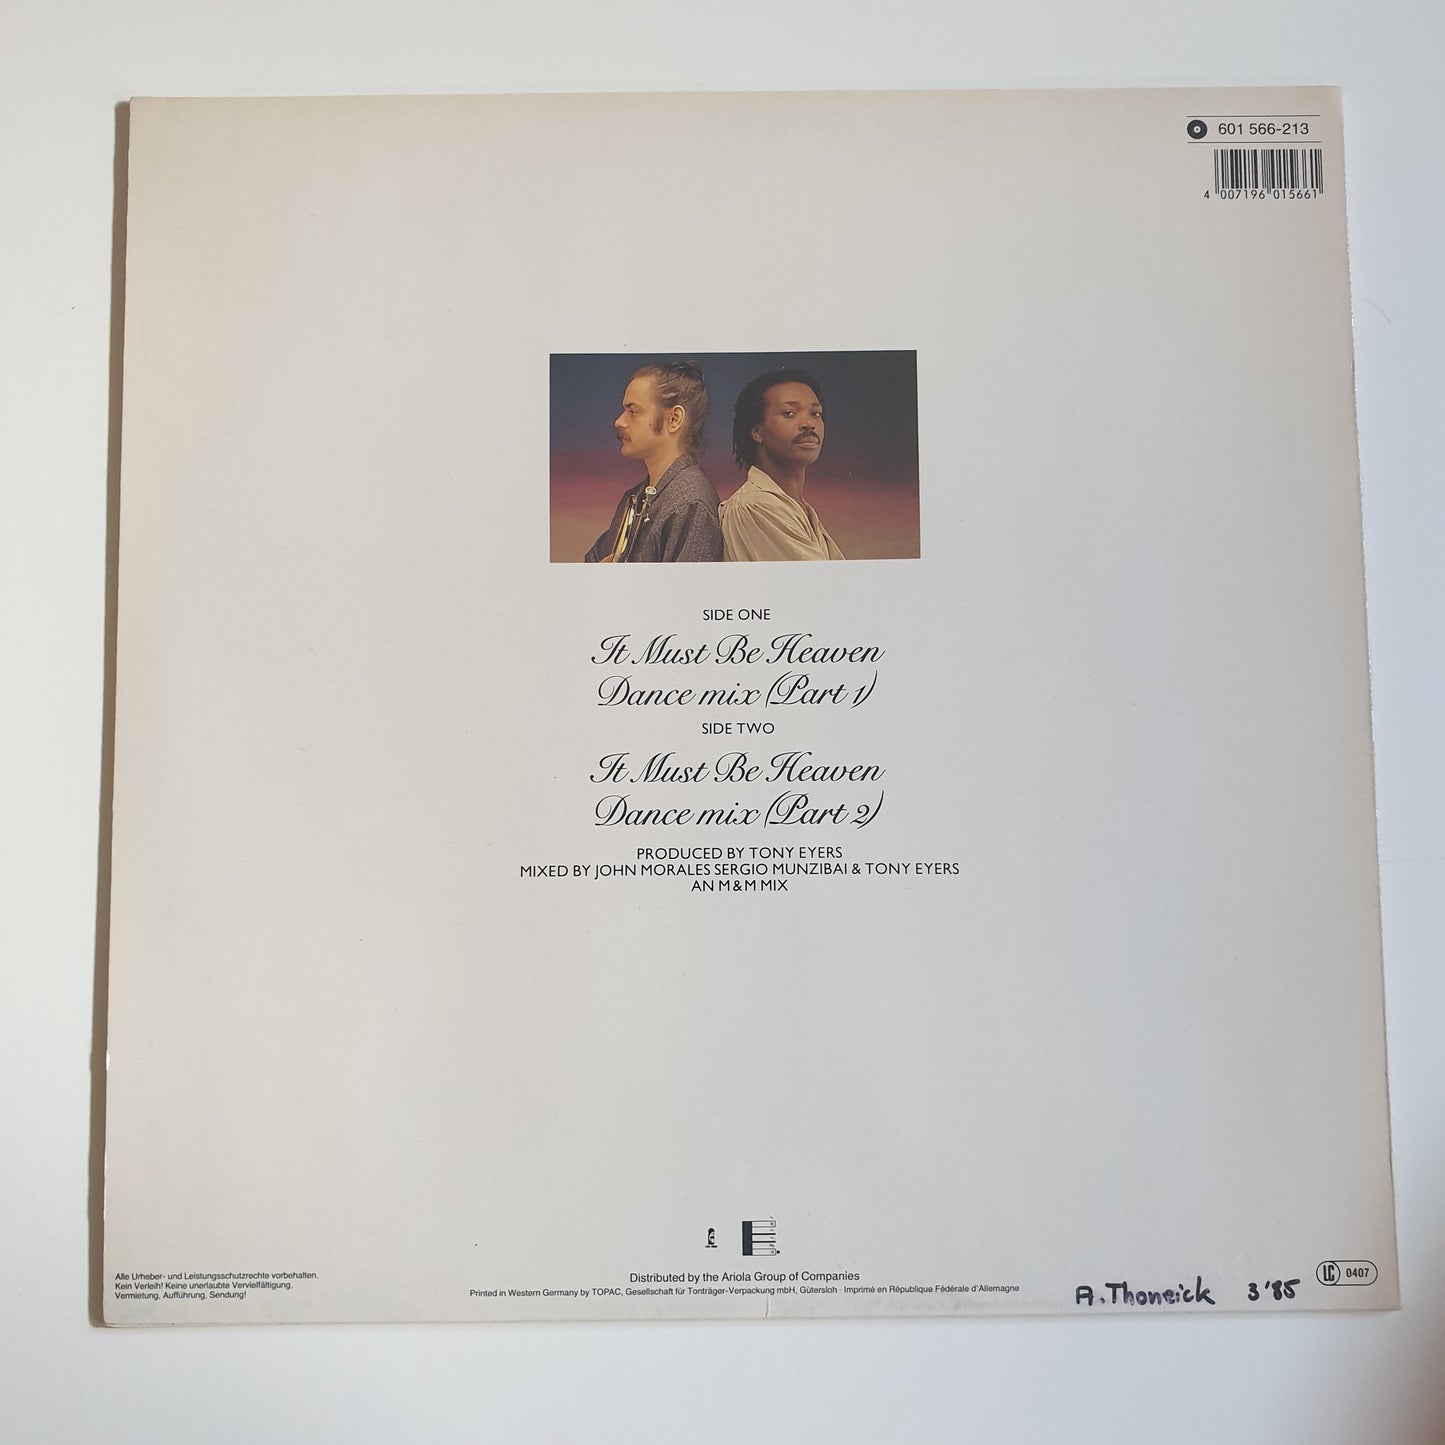 601 566-213
4 007196 015661
SIDE ONE
It Must Be Heaven
Dance mix (Part 1)
SIDE TWO
It Must Be Heaven
Dance mix (Part 2)
PRODUCED BY TONY EYERS
MIXED BY JOHN MORALES SERGIO MUNZIBAI & TONY EYERS
AN M & M MIX
Alle Urheber- und Leistungsschutzrechte vorbehalten.
Kein Verleih! Keine unerlaubte Vervielfältigung,
Vermietung, Aufführung, Sendung!
Distributed by the Ariola Group of Companies
Printed in Western Germany by TOPAC, Gesellschaft für Tonträger-Verpackung mbH, Gütersloh · Imprimé en République Fédérale d'Allemagne
LC 0407
A. Thoneick 3'85